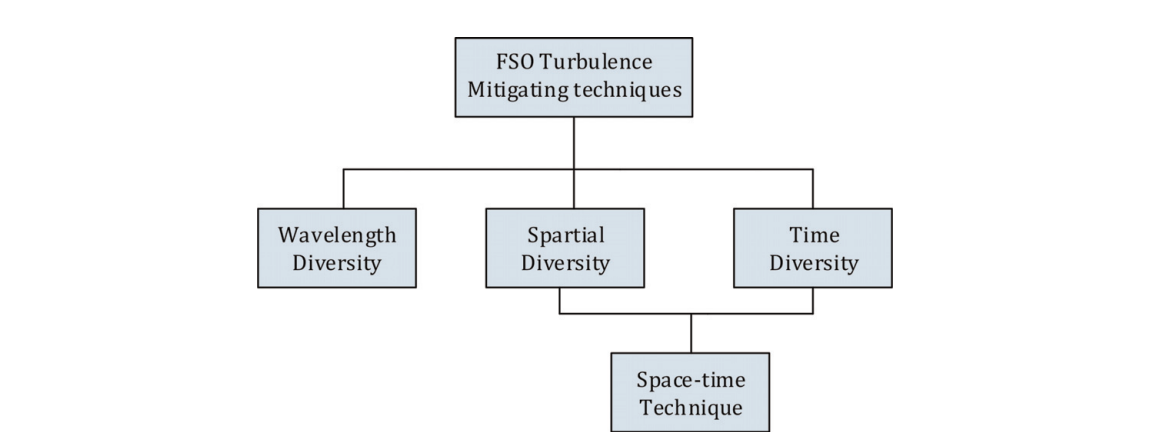 FSO Turbulence
Mitigating techniques
Wavelength
Diversity
Spartial
Diversity
Time
Diversity
Space-time
Technique